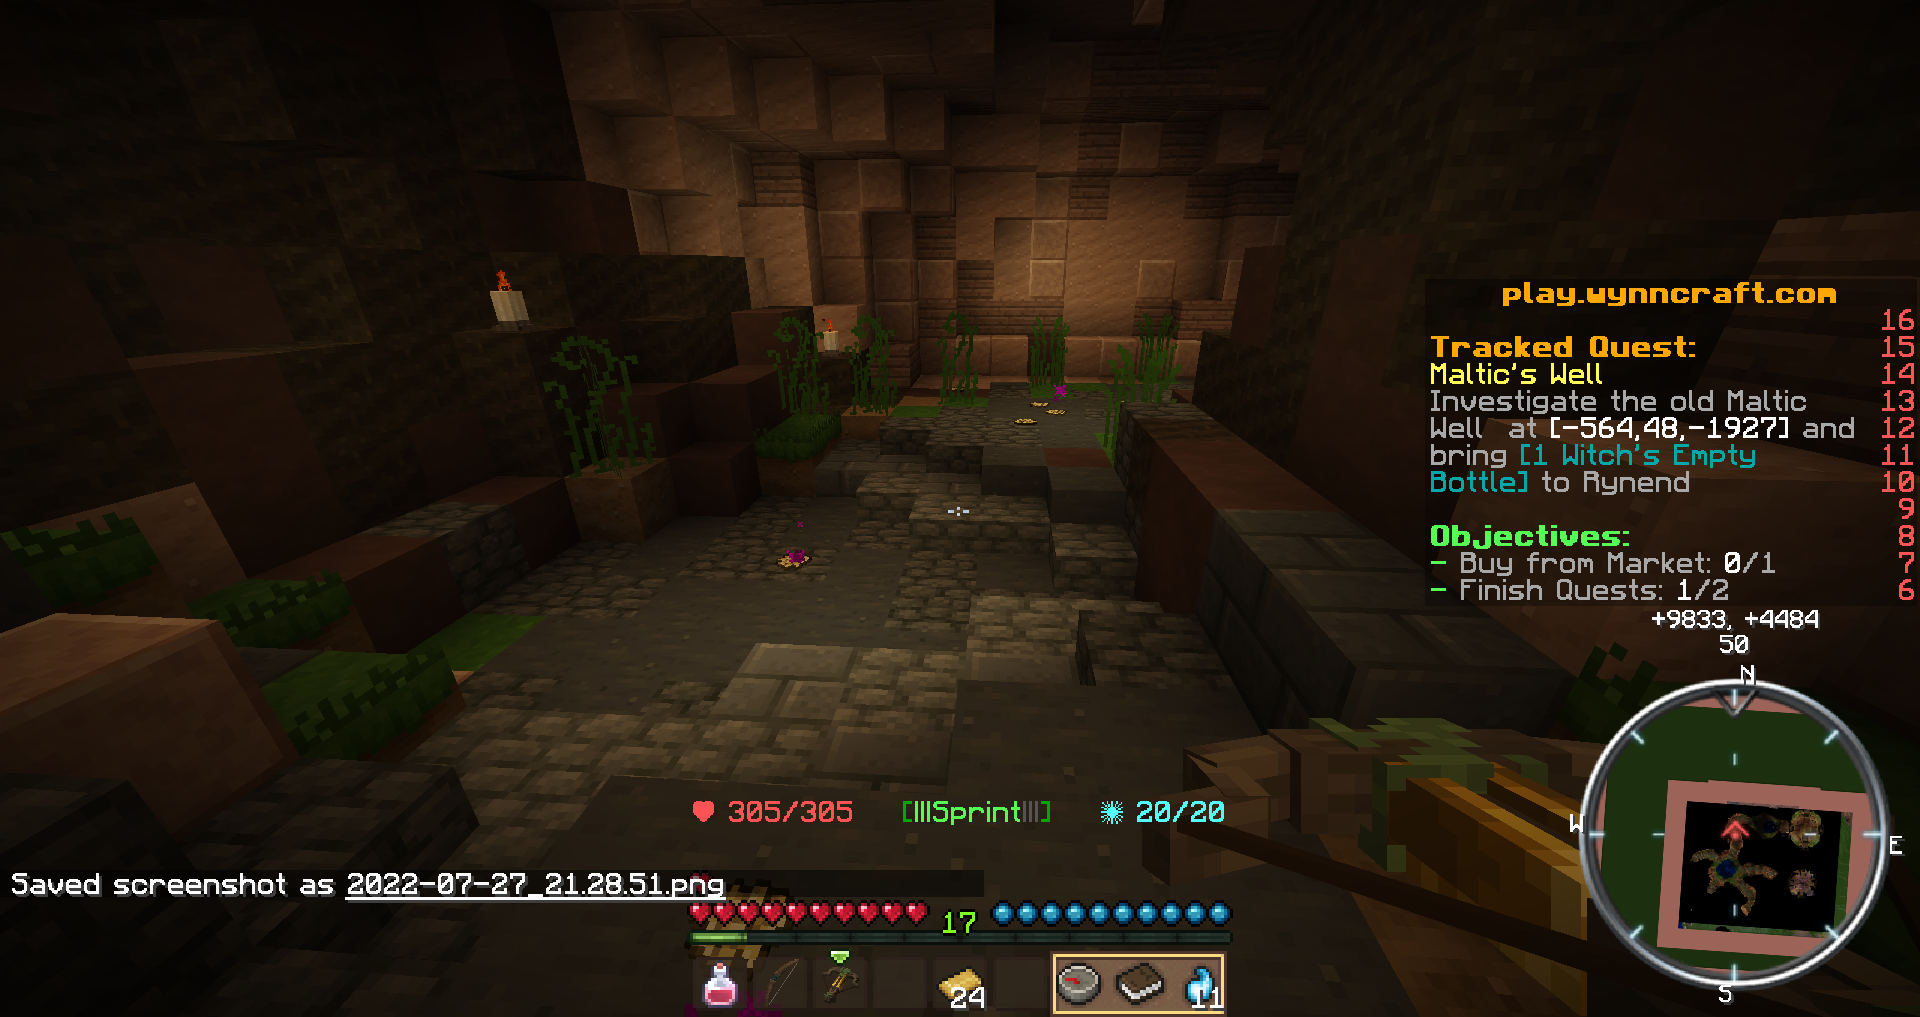 play.wynncraft.com
16
Tracked Quest: 15
Maltic's Well 14
Investigate the old Maltic 13
Well at [-564,48,-1927] and 12
bring [1 Witch's Empty 11
Bottle] to Rynend 10
9
Objectives: 8
- Buy from Market: 0/1 7
- Finish Quests: 1/2 6
+9833, +4484
50
N
W
E
S
305/305 [|||Sprint|||] 20/20
Saved screenshot as 2022-07-27_21.28.51.png
17
24
11